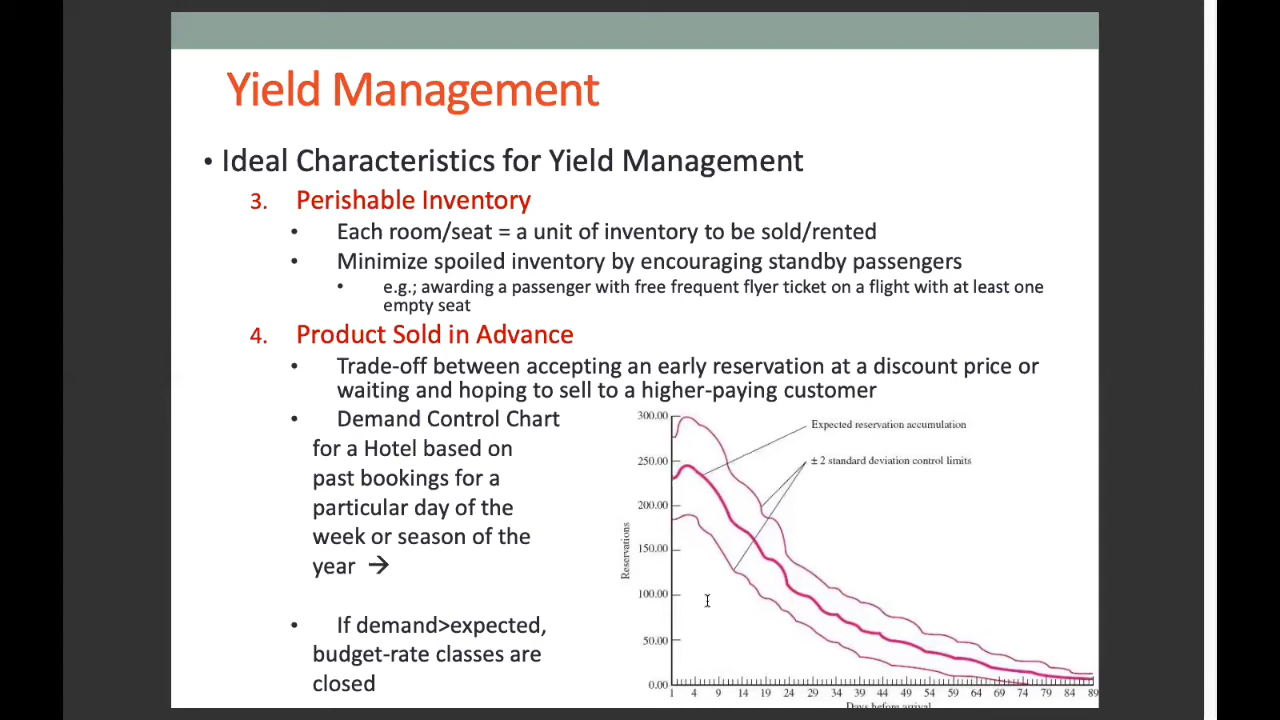 Yield Management
• Ideal Characteristics for Yield Management
3. Perishable Inventory
• Each room/seat = a unit of inventory to be sold/rented
• Minimize spoiled inventory by encouraging standby passengers
• e.g.; awarding a passenger with free frequent flyer ticket on a flight with at least one
empty seat
4. Product Sold in Advance
• Trade-off between accepting an early reservation at a discount price or
waiting and hoping to sell to a higher-paying customer
• Demand Control Chart
for a Hotel based on
past bookings for a
particular day of the
week or season of the
year →
• If demand>expected,
budget-rate classes are
closed
300.00
250.00
200.00
150.00
100.00
50.00
0.00
Reservations
Expected reservation accumulation
± 2 standard deviation control limits
1 4 9 14 19 24 29 34 39 44 49 54 59 64 69 74 79 84 89
Days before arrival